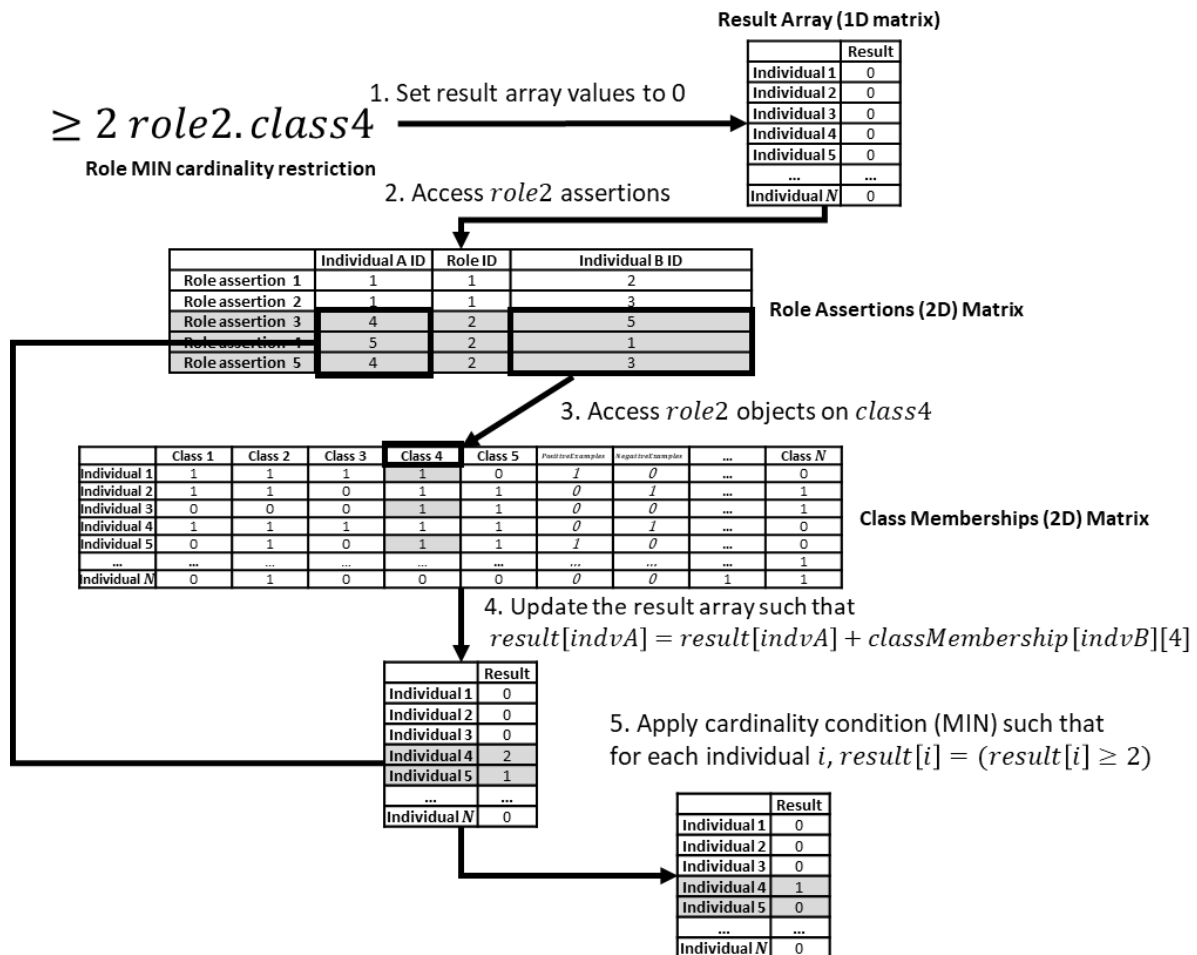 Result Array (1D matrix)
Result
Individual 1 0
Individual 2 0
Individual 3 0
Individual 4 0
Individual 5 0
... ...
Individual N 0
1. Set result array values to 0
≥ 2 role2.class4
Role MIN cardinality restriction
2. Access role2 assertions
Individual A ID Role ID Individual B ID
Role assertion 1 1 1 2
Role assertion 2 1 1 3
Role assertion 3 4 2 5
Role assertion 4 5 2 1
Role assertion 5 4 2 3
Role Assertions (2D) Matrix
3. Access role2 objects on class4
Class 1 Class 2 Class 3 Class 4 Class 5 PositiveExamples NegativeExamples ... Class N
Individual 1 1 1 1 1 0 1 0 ... 0
Individual 2 1 1 0 1 1 0 1 ... 1
Individual 3 0 0 0 1 1 0 0 ... 1
Individual 4 1 1 1 1 1 0 1 ... 0
Individual 5 0 1 0 1 1 1 0 ... 0
... ... ... ... ... ... ... ... ... 1
Individual N 0 1 0 0 0 0 0 1 1
Class Memberships (2D) Matrix
4. Update the result array such that
result[indvA] = result[indvA] + classMembership[indvB][4]
Result
Individual 1 0
Individual 2 0
Individual 3 0
Individual 4 2
Individual 5 1
... ...
Individual N 0
5. Apply cardinality condition (MIN) such that
for each individual i, result[i] = (result[i] ≥ 2)
Result
Individual 1 0
Individual 2 0
Individual 3 0
Individual 4 1
Individual 5 0
... ...
Individual N 0